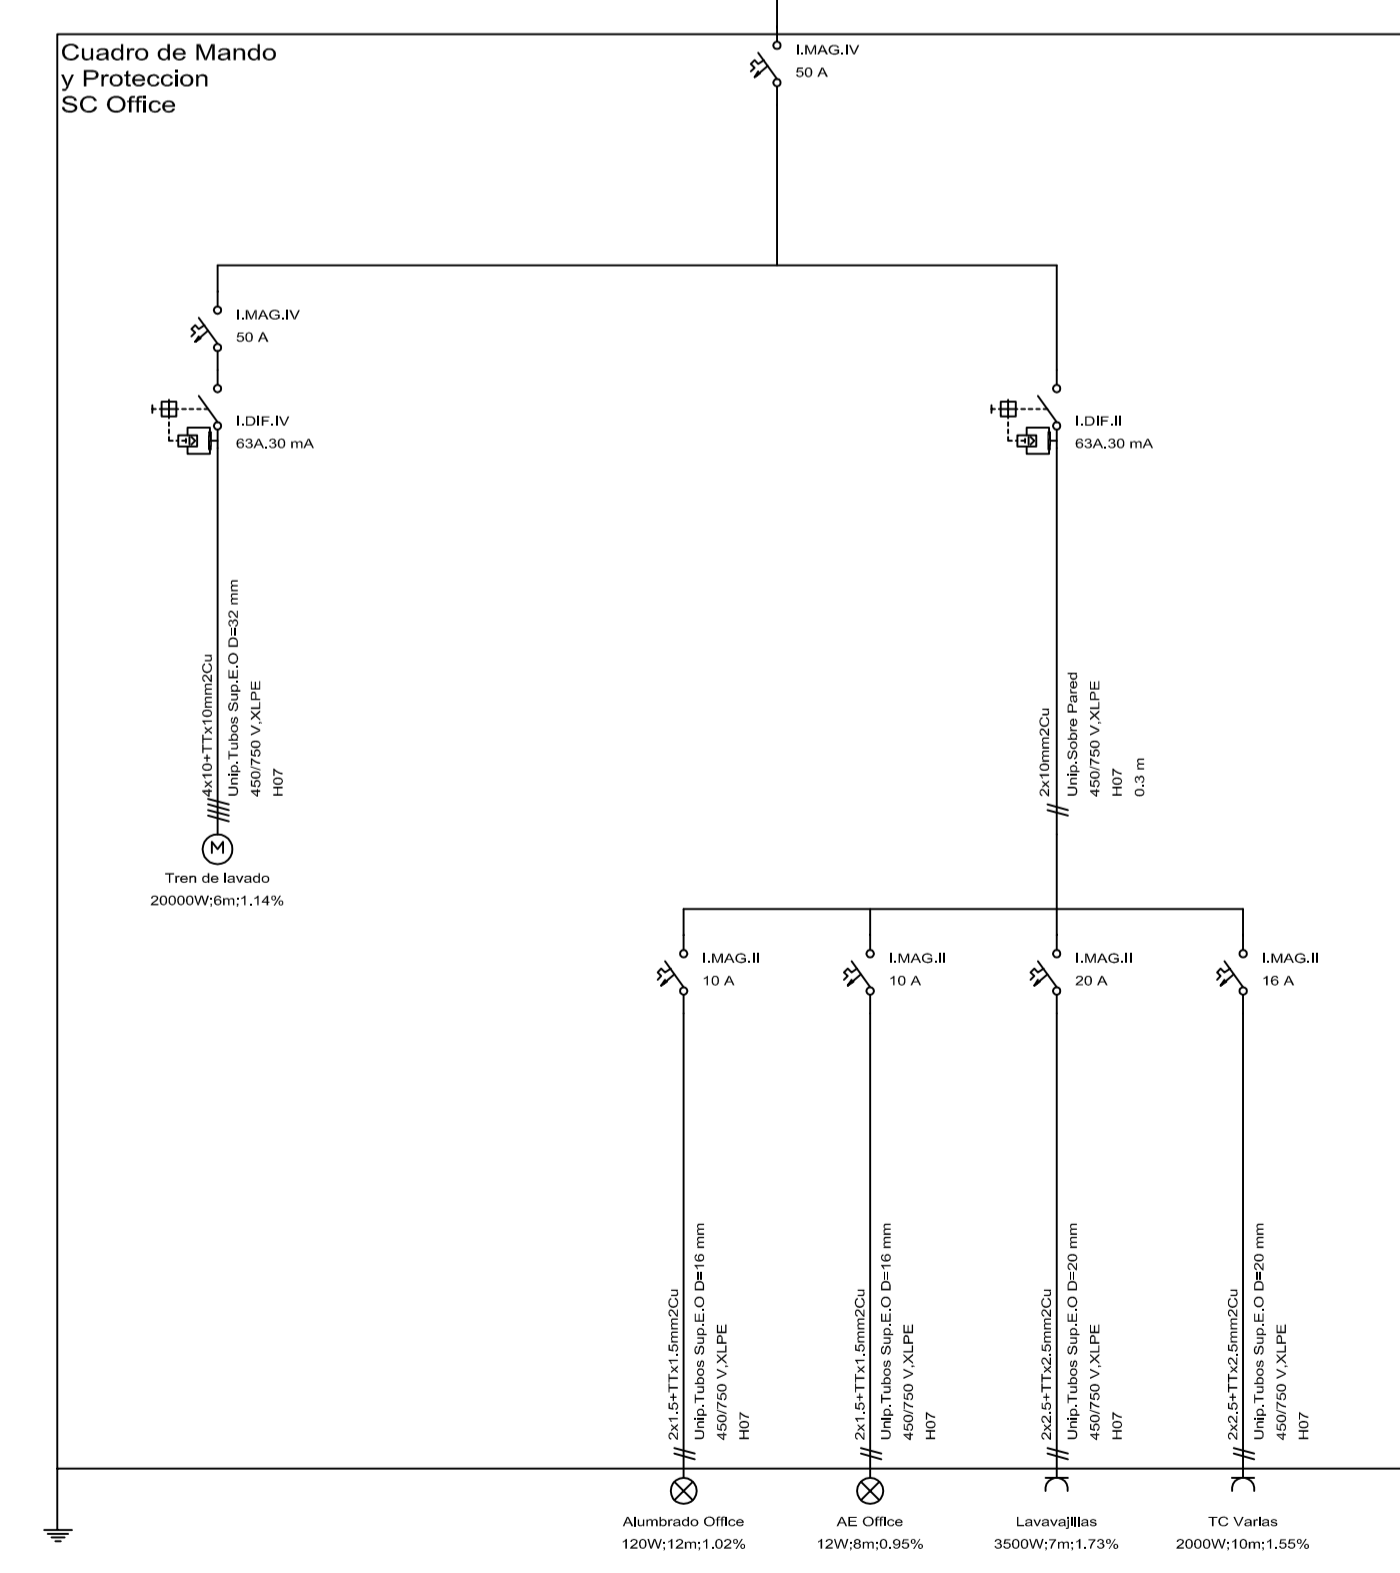 Cuadro de Mando
y Proteccion
SC Office
I.MAG.IV
50 A
I.MAG.IV
50 A
I.DIF.IV
63A.30 mA
I.DIF.II
63A.30 mA
4x10+TTx10mm2Cu
Unip.Tubos Sup.E.O D=32 mm
450/750 V,XLPE
H07
M
Tren de lavado
20000W;6m;1.14%
2x10mm2Cu
Unip.Sobre Pared
450/750 V,XLPE
H07
0.3 m
I.MAG.II
10 A
I.MAG.II
10 A
I.MAG.II
20 A
I.MAG.II
16 A
2x1.5+TTx1.5mm2Cu
Unip.Tubos Sup.E.O D=16 mm
450/750 V,XLPE
H07
2x1.5+TTx1.5mm2Cu
Unip.Tubos Sup.E.O D=16 mm
450/750 V,XLPE
H07
2x2.5+TTx2.5mm2Cu
Unip.Tubos Sup.E.O D=20 mm
450/750 V,XLPE
H07
2x2.5+TTx2.5mm2Cu
Unip.Tubos Sup.E.O D=20 mm
450/750 V,XLPE
H07
Alumbrado Office
120W;12m;1.02%
AE Office
12W;8m;0.95%
Lavavajillas
3500W;7m;1.73%
TC Varias
2000W;10m;1.55%